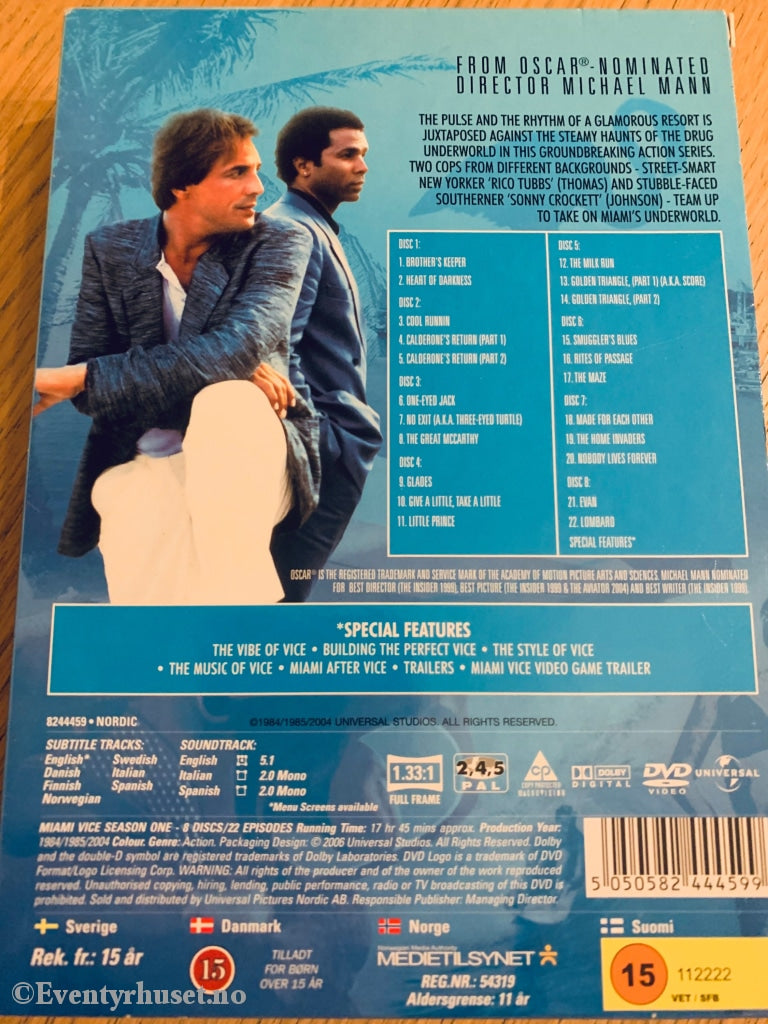 FROM OSCAR®-NOMINATED
DIRECTOR MICHAEL MANN
THE PULSE AND THE RHYTHM OF A GLAMOROUS RESORT IS
JUXTAPOSED AGAINST THE STEAMY HAUNTS OF THE DRUG
UNDERWORLD IN THIS GROUNDBREAKING ACTION SERIES.
TWO COPS FROM DIFFERENT BACKGROUNDS - STREET-SMART
NEW YORKER 'RICO TUBBS' (THOMAS) AND STUBBLE-FACED
SOUTHERNER 'SONNY CROCKETT' (JOHNSON) - TEAM UP
TO TAKE ON MIAMI'S UNDERWORLD.
DISC 1:
1. BROTHER'S KEEPER
2. HEART OF DARKNESS
DISC 2:
3. COOL RUNNIN
4. CALDERONE'S RETURN (PART 1)
5. CALDERONE'S RETURN (PART 2)
DISC 3:
6. ONE-EYED JACK
7. NO EXIT (A.K.A. THREE-EYED TURTLE)
8. THE GREAT MCCARTHY
DISC 4:
9. GLADES
10. GIVE A LITTLE, TAKE A LITTLE
11. LITTLE PRINCE
DISC 5:
12. THE MILK RUN
13. GOLDEN TRIANGLE, (PART 1) (A.K.A. SCORE)
14. GOLDEN TRIANGLE, (PART 2)
DISC 6:
15. SMUGGLER'S BLUES
16. RITES OF PASSAGE
17. THE MAZE
DISC 7:
18. MADE FOR EACH OTHER
19. THE HOME INVADERS
20. NOBODY LIVES FOREVER
DISC 8:
21. EVAN
22. LOMBARD
SPECIAL FEATURES*
OSCAR® IS THE REGISTERED TRADEMARK AND SERVICE MARK OF THE ACADEMY OF MOTION PICTURE ARTS AND SCIENCES. MICHAEL MANN NOMINATED
FOR BEST DIRECTOR (THE INSIDER 1999), BEST PICTURE (THE INSIDER 1999 & THE AVIATOR 2004) AND BEST WRITER (THE INSIDER 1999).
*SPECIAL FEATURES
THE VIBE OF VICE • BUILDING THE PERFECT VICE • THE STYLE OF VICE
• THE MUSIC OF VICE • MIAMI AFTER VICE • TRAILERS • MIAMI VICE VIDEO GAME TRAILER
8244459 • NORDIC
©1984/1985/2004 UNIVERSAL STUDIOS. ALL RIGHTS RESERVED.
SUBTITLE TRACKS:
English* Swedish
Danish Italian
Finnish Spanish
Norwegian
SOUNDTRACK:
English 5.1
Italian 2.0 Mono
Spanish 2.0 Mono
*Menu Screens available
1.33:1
FULL FRAME
2,4,5
PAL
CP
COPY PROTECTED
DOLBY
DIGITAL
DVD
VIDEO
UNIVERSAL
MIAMI VICE SEASON ONE - 8 DISCS/22 EPISODES Running Time: 17 hr 45 mins approx. Production Year:
1984/1985/2004 Colour. Genre: Action. Packaging Design: © 2006 Universal Studios. All Rights Reserved. Dolby
and the double-D symbol are registered trademarks of Dolby Laboratories. DVD Logo is a trademark of DVD
Format/Logo Licensing Corp. WARNING: All rights of the producer and of the owner of the work reproduced
reserved. Unauthorised copying, hiring, lending, public performance, radio or TV broadcasting of this DVD is
prohibited. Sold and distributed by Universal Pictures Nordic AB. Responsible Publisher: Managing Director.
5 050582 444599
Sverige
Rek. fr.: 15 år
Danmark
15
TILLADT
FOR BØRN
OVER 15 ÅR
Norge
Norwegian Media Authority
MEDIETILSYNET
REG.NR.: 54319
Aldersgrense: 11 år
Suomi
15
112222
VET / SFB
©Eventyrhuset.no